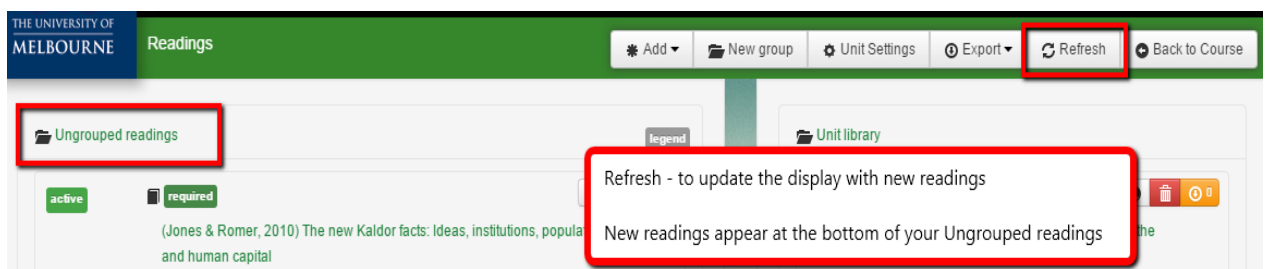 THE UNIVERSITY OF
MELBOURNE
Readings
Add
New group
Unit Settings
Export
Refresh
Back to Course
Ungrouped readings
legend
Unit library
active
required
(Jones & Romer, 2010) The new Kaldor facts: Ideas, institutions,
and human capital
Refresh - to update the display with new readings
New readings appear at the bottom of your Ungrouped readings
the